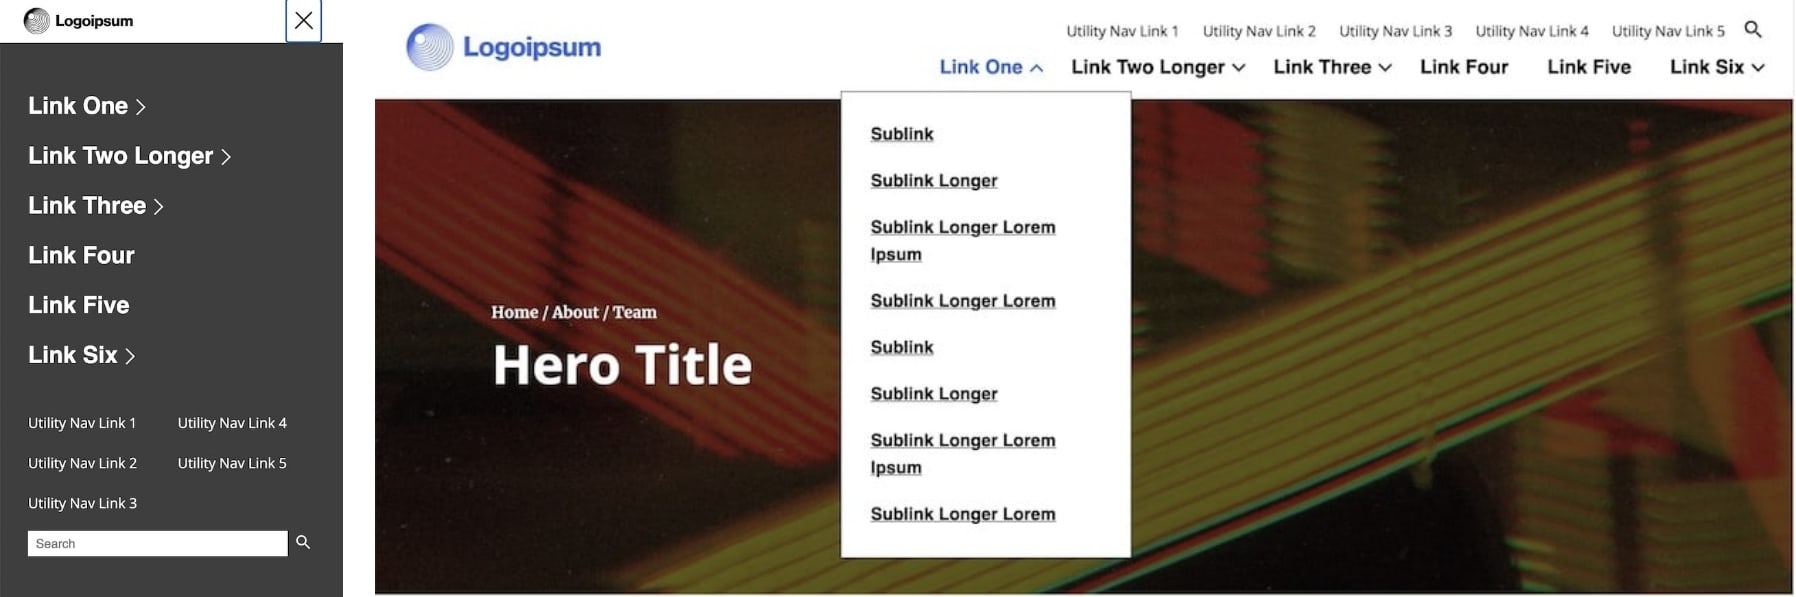 Logoipsum
Link One
Link Two Longer
Link Three
Link Four
Link Five
Link Six
Utility Nav Link 1
Utility Nav Link 4
Utility Nav Link 2
Utility Nav Link 5
Utility Nav Link 3
Search
Logoipsum
Utility Nav Link 1 Utility Nav Link 2 Utility Nav Link 3 Utility Nav Link 4 Utility Nav Link 5
Link One Link Two Longer Link Three Link Four Link Five Link Six
Sublink
Sublink Longer
Sublink Longer Lorem
Ipsum
Sublink Longer Lorem
Sublink
Sublink Longer
Sublink Longer Lorem
Ipsum
Sublink Longer Lorem
Home / About / Team
Hero Title